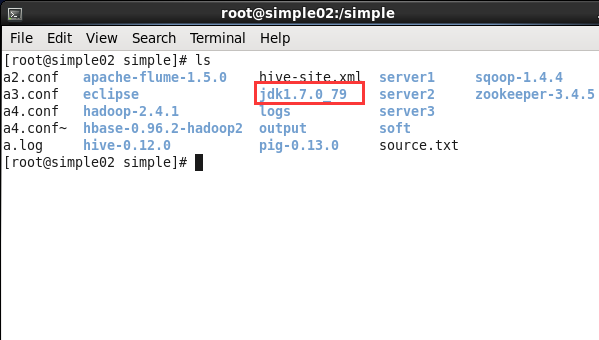 root@simple02:/simple
File Edit View Search Terminal Help
[root@simple02 simple]# ls
a2.conf apache-flume-1.5.0 hive-site.xml server1 sqoop-1.4.4
a3.conf eclipse jdk1.7.0_79 server2 zookeeper-3.4.5
a4.conf hadoop-2.4.1 logs server3
a4.conf~ hbase-0.96.2-hadoop2 output soft
a.log hive-0.12.0 pig-0.13.0 source.txt
[root@simple02 simple]#